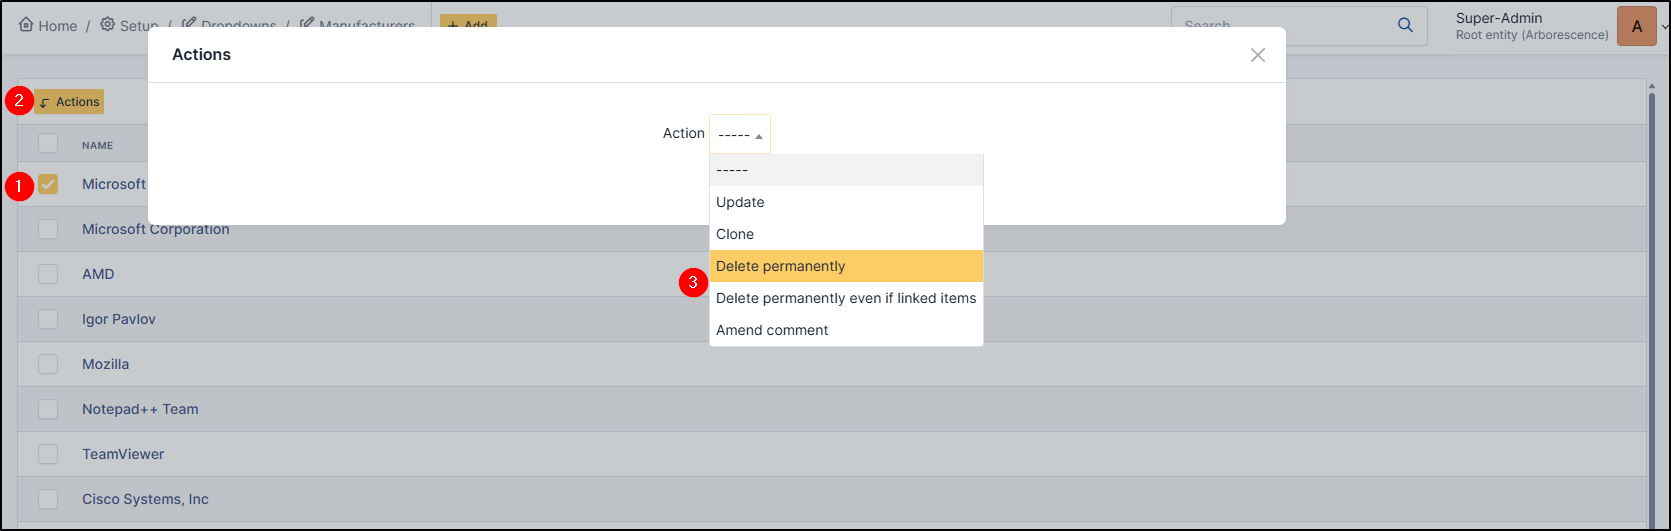 Home / Setup / Dropdowns / Manufacturers + Add Search Super-Admin
Root entity (Arborescence)
A
Actions
2 Actions
Action -----
NAME
-----
1 Microsoft
Update
Microsoft Corporation
Clone
Delete permanently
AMD
3
Delete permanently even if linked items
Igor Pavlov
Amend comment
Mozilla
Notepad++ Team
TeamViewer
Cisco Systems, Inc